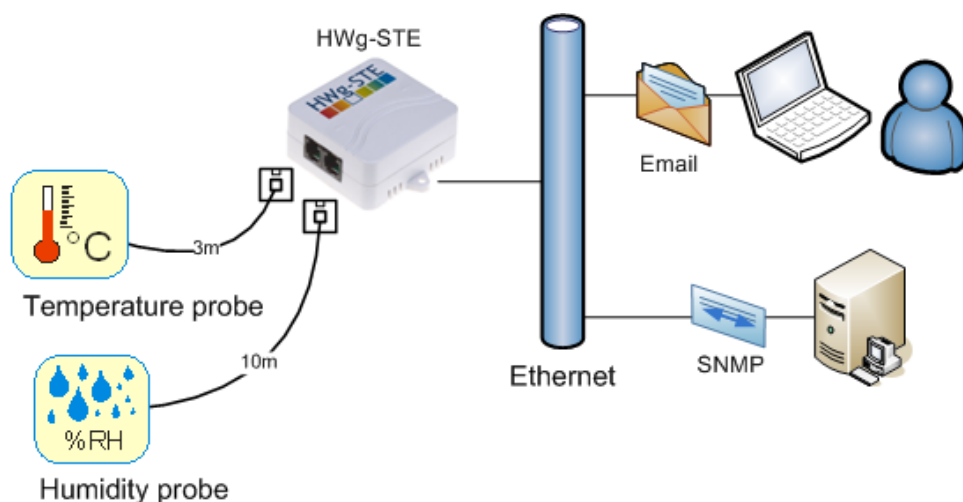 HWg-STE
HWg-STE
Email
°C
3m
Temperature probe
10m
SNMP
Ethernet
%RH
Humidity probe